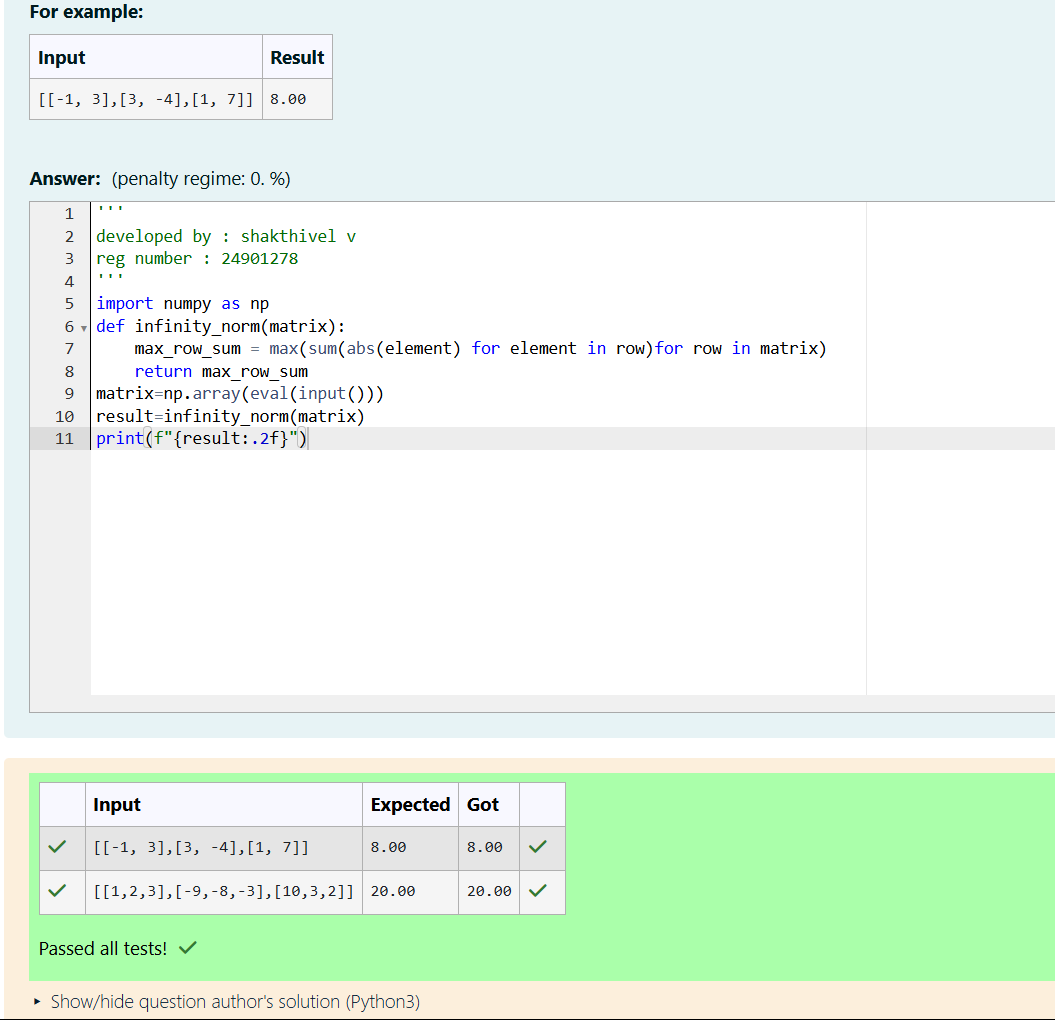 For example:
Input Result
[[-1, 3],[3, -4],[1, 7]] 8.00
Answer: (penalty regime: 0. %)
1 '''
2 developed by : shakthivel v
3 reg number : 24901278
4 '''
5 import numpy as np
6 def infinity_norm(matrix):
7     max_row_sum = max(sum(abs(element) for element in row)for row in matrix)
8     return max_row_sum
9 matrix=np.array(eval(input()))
10 result=infinity_norm(matrix)
11 print(f"{result:.2f}")
Input Expected Got
[[-1, 3],[3, -4],[1, 7]] 8.00 8.00
[[1,2,3],[-9,-8,-3],[10,3,2]] 20.00 20.00
Passed all tests!
Show/hide question author's solution (Python3)